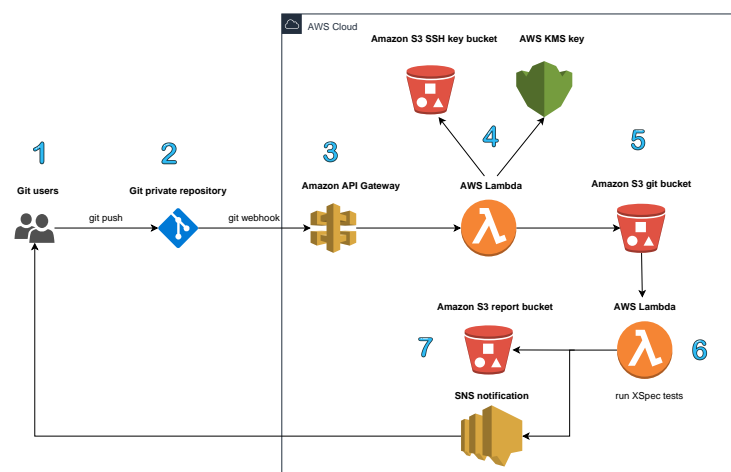 AWS Cloud
Amazon S3 SSH key bucket
AWS KMS key
1
2
3
4
5
Git users
Git private repository
Amazon API Gateway
AWS Lambda
Amazon S3 git bucket
git push
git webhook
Amazon S3 report bucket
AWS Lambda
7
6
run XSpec tests
SNS notification